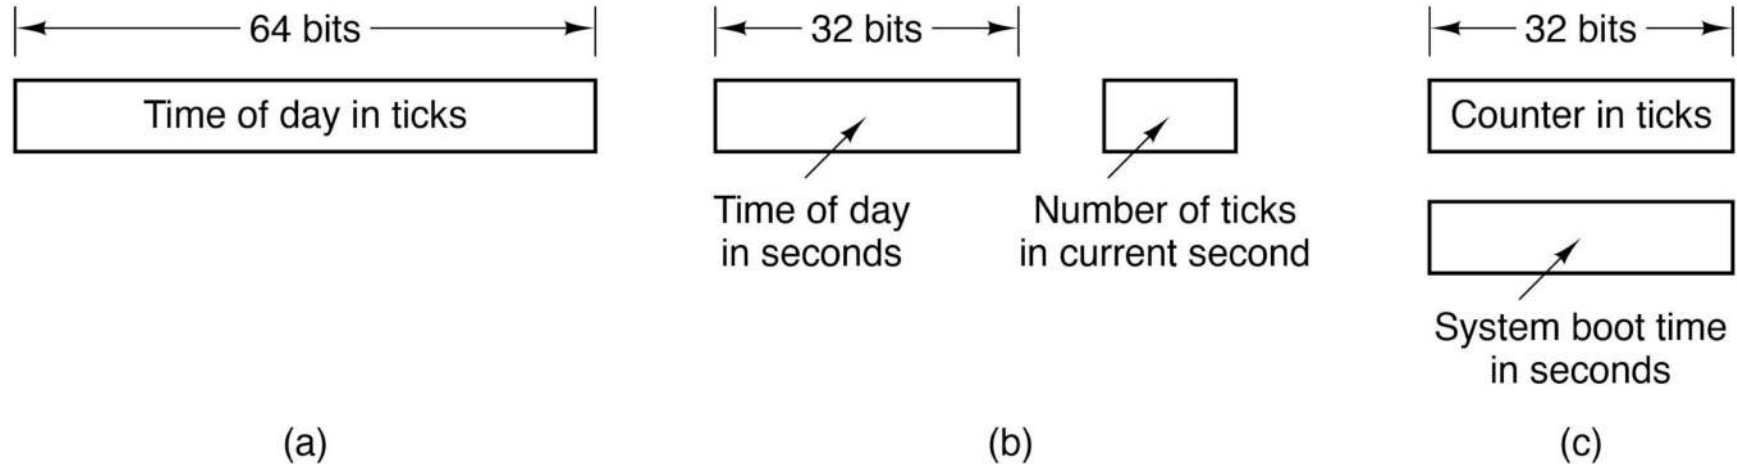 64 bits
Time of day in ticks
(a)
32 bits
Time of day
in seconds
Number of ticks
in current second
(b)
32 bits
Counter in ticks
System boot time
in seconds
(c)